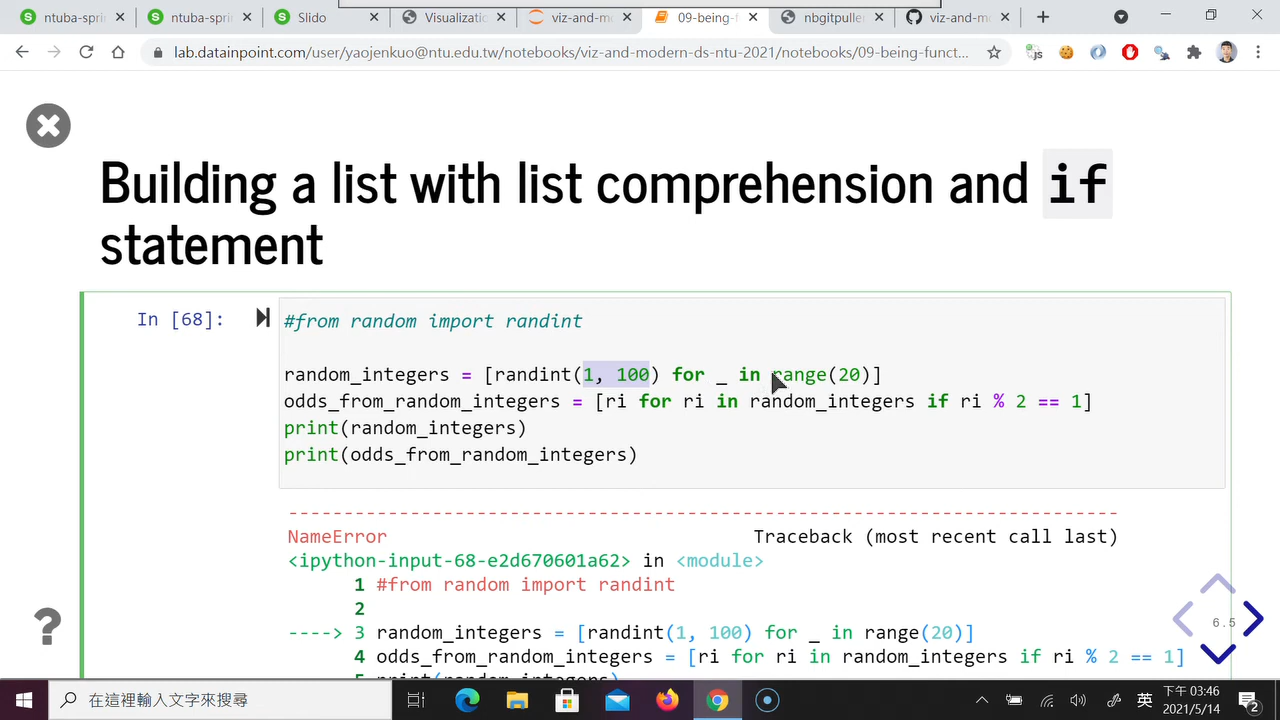 ntuba-spri
ntuba-spri
Slido
Visualizatio
viz-and-mo
09-being-f
nbgitpuller
viz-and-mo
lab.datainpoint.com/user/yaojenkuo@ntu.edu.tw/notebooks/viz-and-modern-ds-ntu-2021/notebooks/09-being-funct...
Building a list with list comprehension and if
statement
In [68]:
#from random import randint
random_integers = [randint(1, 100) for _ in range(20)]
odds_from_random_integers = [ri for ri in random_integers if ri % 2 == 1]
print(random_integers)
print(odds_from_random_integers)
---------------------------------------------------------------------------
NameError Traceback (most recent call last)
<ipython-input-68-e2d670601a62> in <module>
1 #from random import randint
2
----> 3 random_integers = [randint(1, 100) for _ in range(20)]
4 odds_from_random_integers = [ri for ri in random_integers if ri % 2 == 1]
5 print(random_integers)
6.5
在這裡輸入文字來搜尋
英
下午 03:46
2021/5/14
2